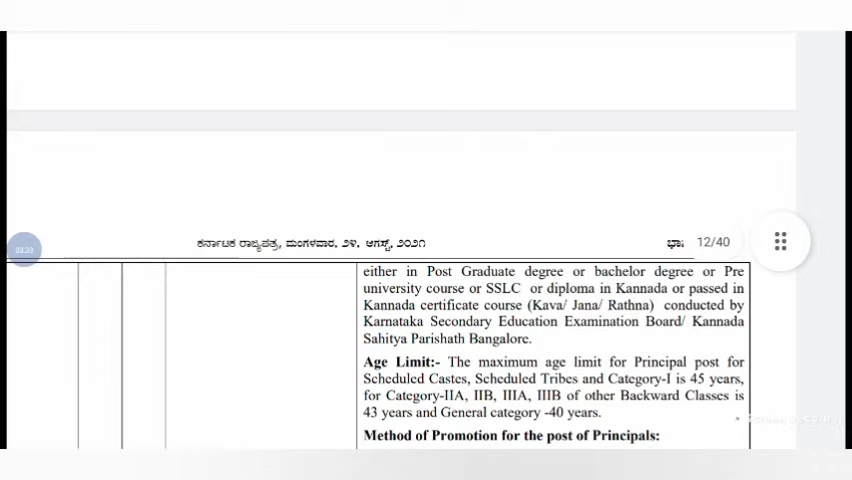 03:33
ಕರ್ನಾಟಕ ರಾಜ್ಯಪತ್ರ, ಮಂಗಳವಾರ, ೨೪, ಆಗಸ್ಟ್, ೨೦೨೧
ಭಾಗ
12/40
either in Post Graduate degree or bachelor degree or Pre
university course or SSLC or diploma in Kannada or passed in
Kannada certificate course (Kava/ Jana/ Rathna) conducted by
Karnataka Secondary Education Examination Board/ Kannada
Sahitya Parishath Bangalore.
Age Limit:- The maximum age limit for Principal post for
Scheduled Castes, Scheduled Tribes and Category-I is 45 years,
for Category-IIA, IIB, IIIA, IIIB of other Backward Classes is
43 years and General category -40 years.
Method of Promotion for the post of Principals: